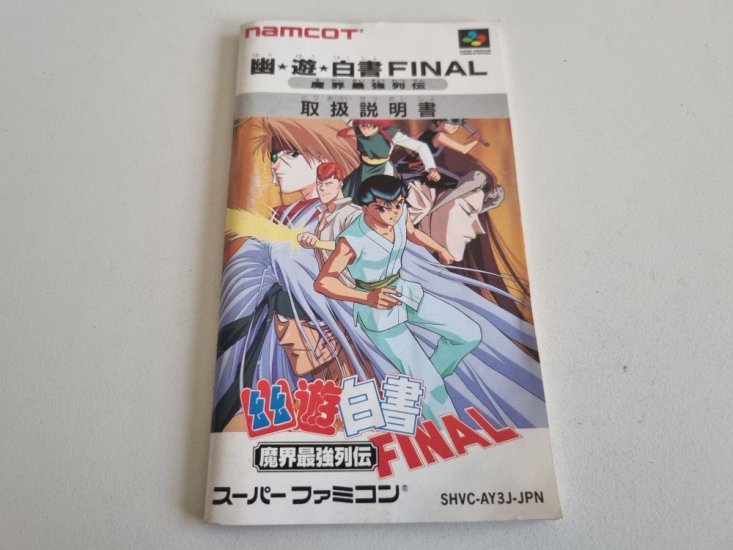 namcot®
幽★遊★白書FINAL
魔界最強列伝
取扱説明書
幽遊白書
FINAL
魔界最強列伝
スーパーファミコン®
SHVC-AY3J-JPN